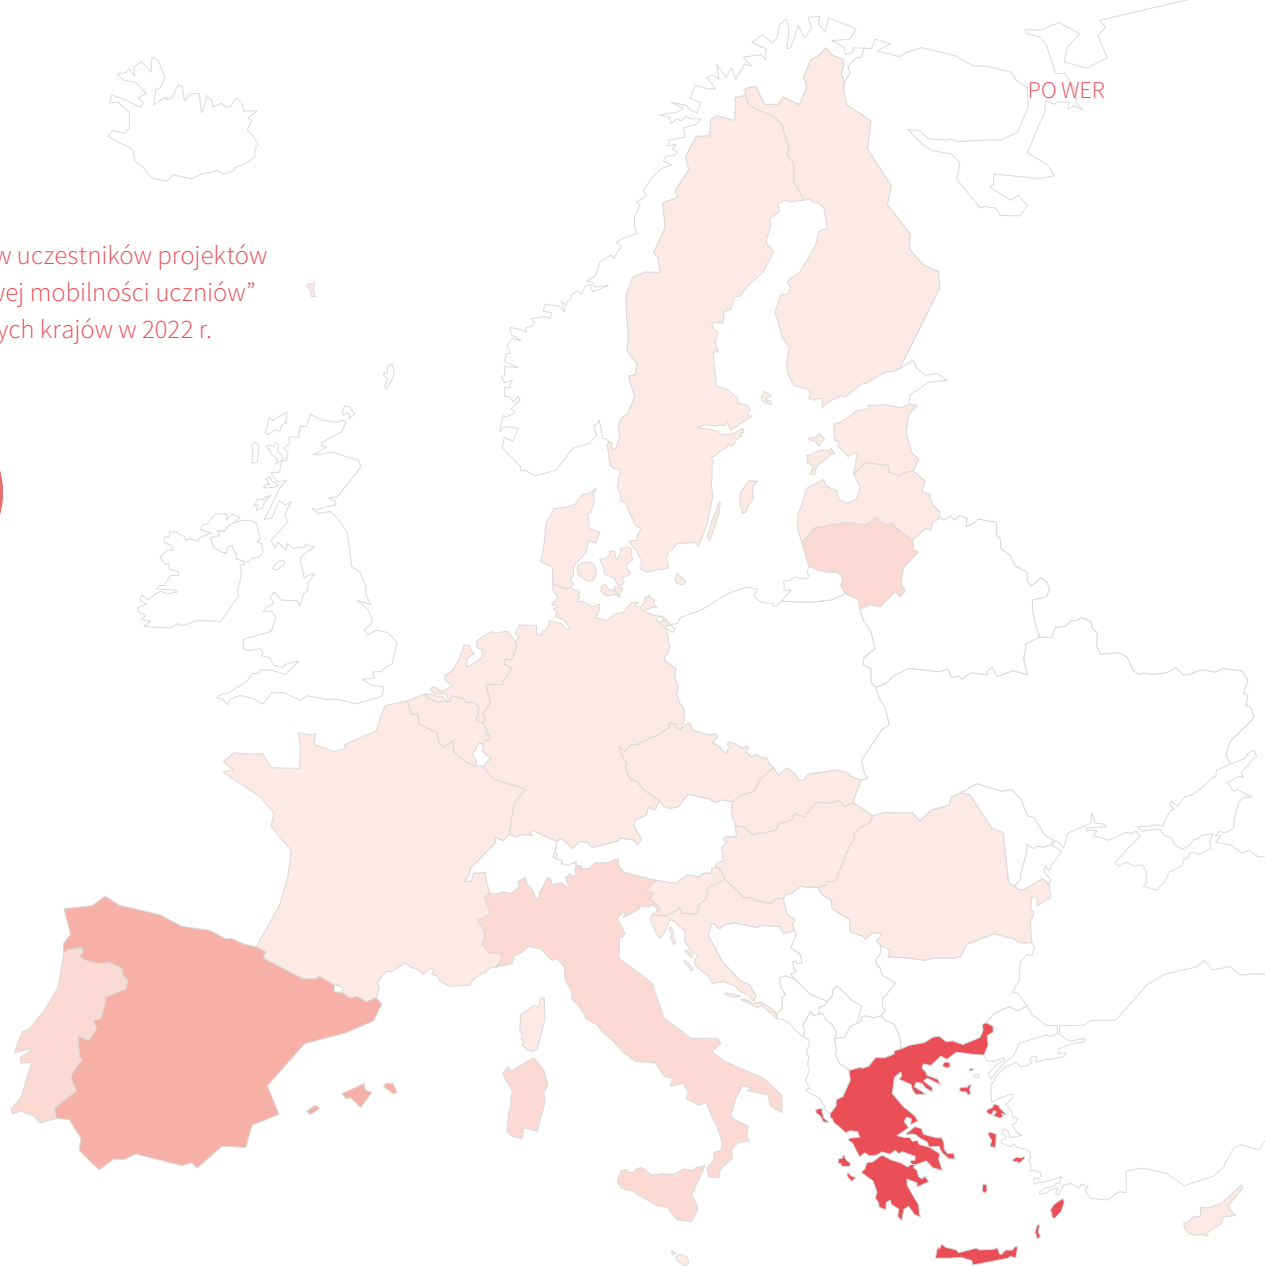 PO WER
w uczestników projektów
wej mobilności uczniów”
ych krajów w 2022 r.